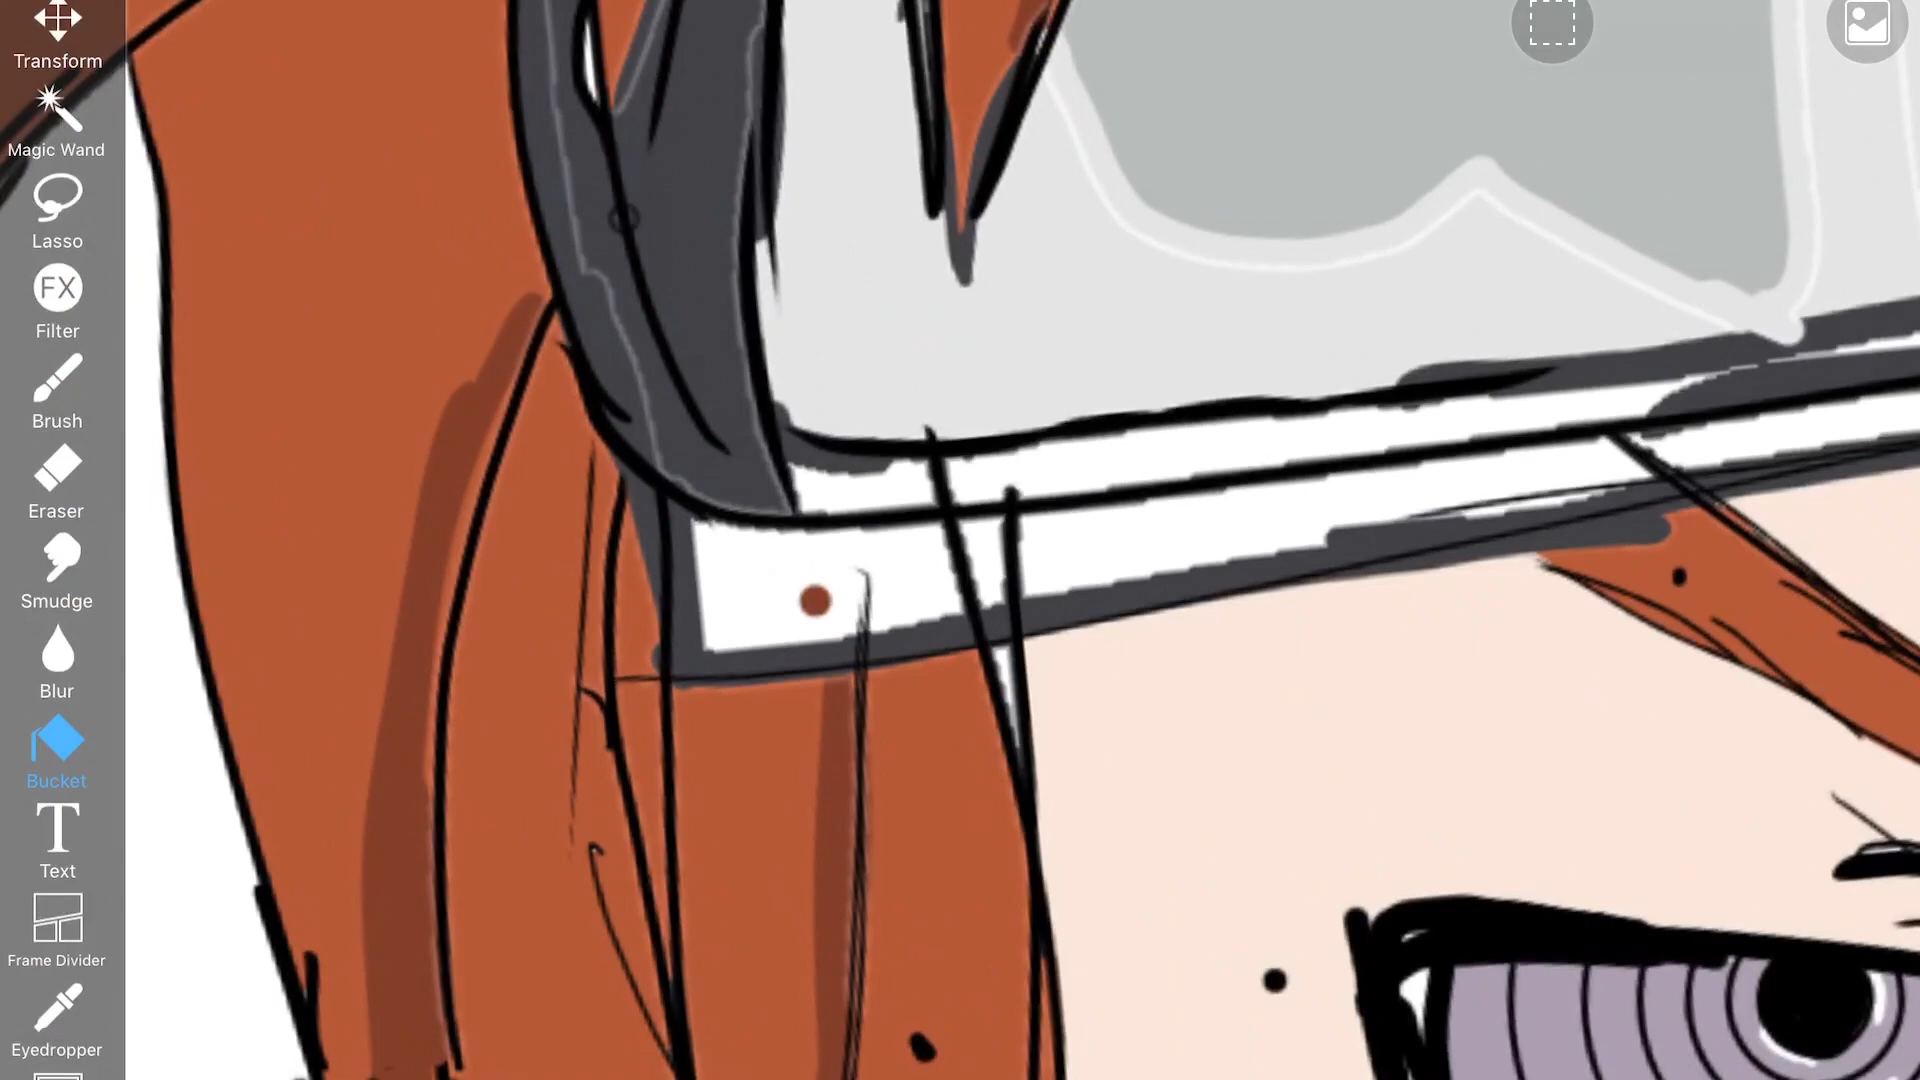 Transform
Magic Wand
Lasso
FX
Filter
Brush
Eraser
Smudge
Blur
Bucket
T
Text
Frame Divider
Eyedropper